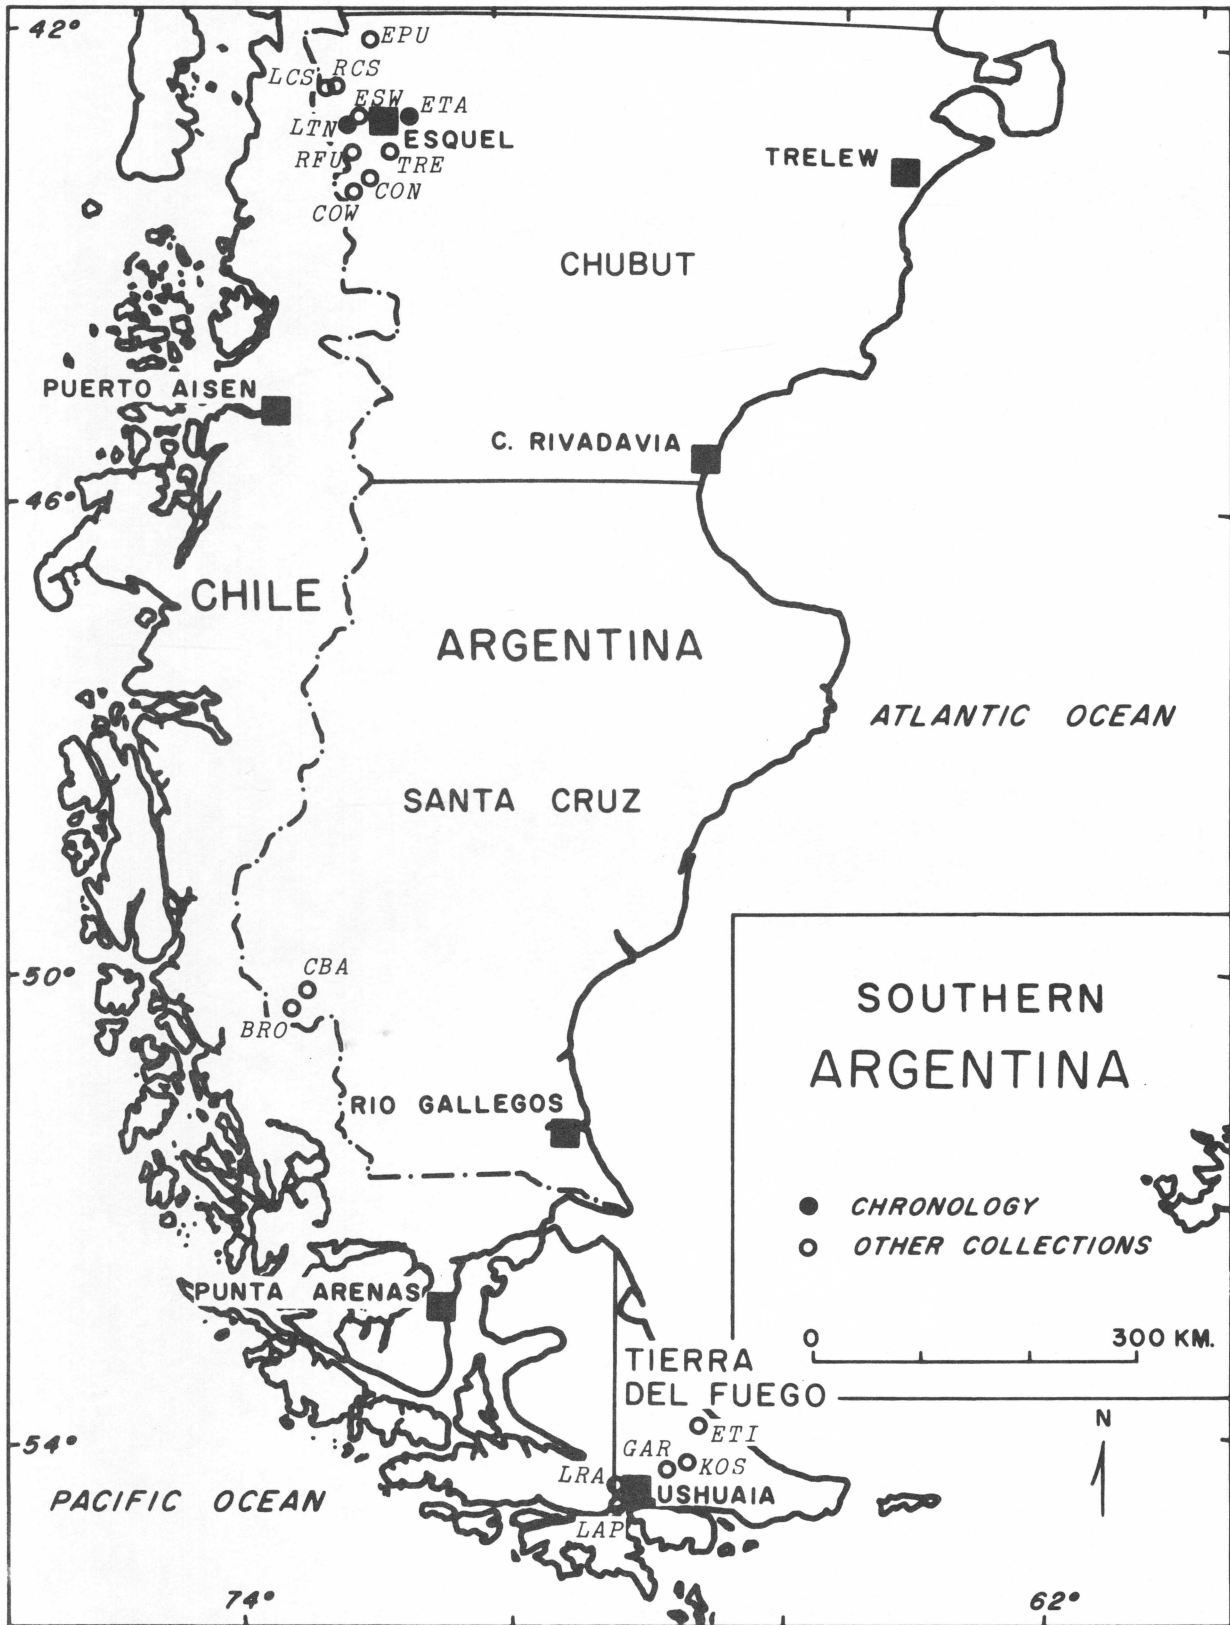 42°
EPU
LCS
RCS
ESW
ETA
LTN
ESQUEL
RFU
TRE
CON
COW
TRELEW
CHUBUT
PUERTO AISEN
C. RIVADAVIA
46°
CHILE
ARGENTINA
ATLANTIC OCEAN
SANTA CRUZ
50°
CBA
BRO
SOUTHERN
ARGENTINA
RIO GALLEGOS
CHRONOLOGY
OTHER COLLECTIONS
PUNTA ARENAS
0 300 KM.
TIERRA
DEL FUEGO
N
54°
ETI
GAR
KOS
LRA
USHUAIA
LAP
PACIFIC OCEAN
74° 62°